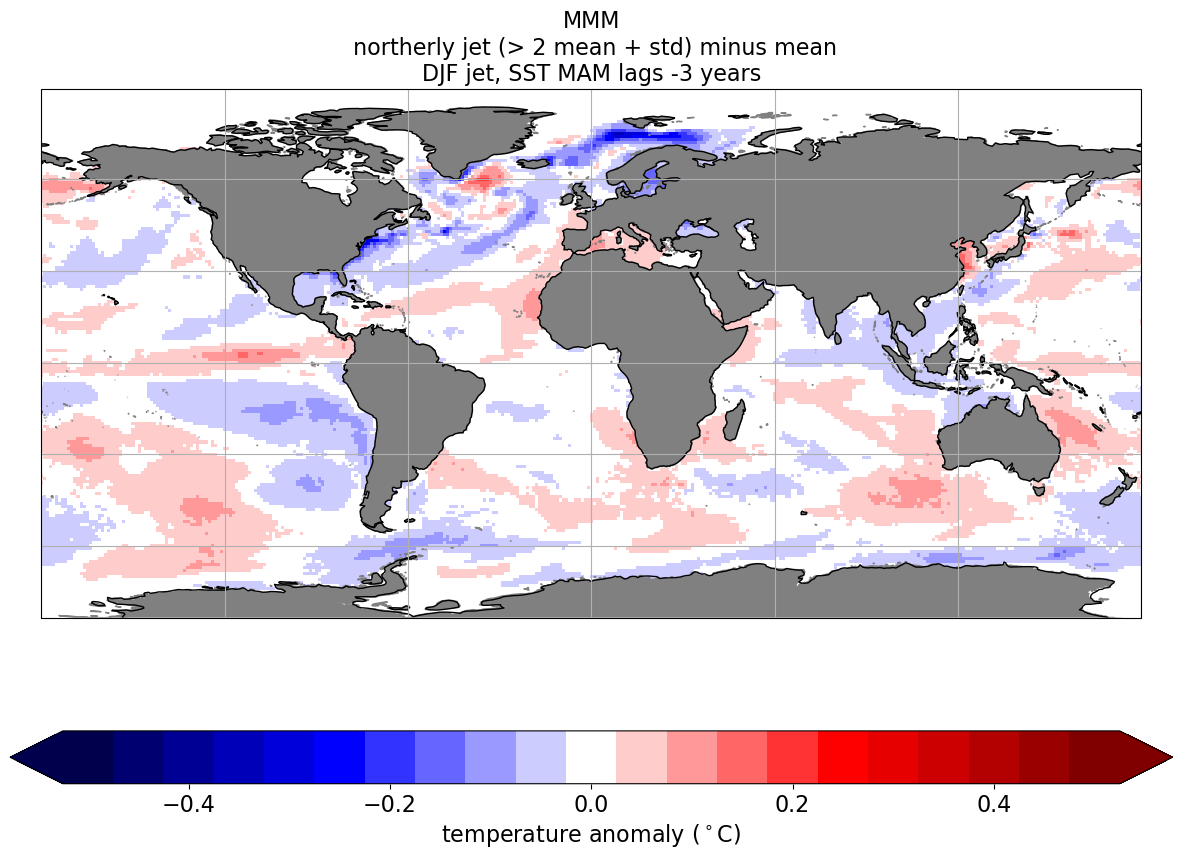 MMM
northerly jet (> 2 mean + std) minus mean
DJF jet, SST MAM lags -3 years
−0.4 −0.2 0.0 0.2 0.4
temperature anomaly (°C)